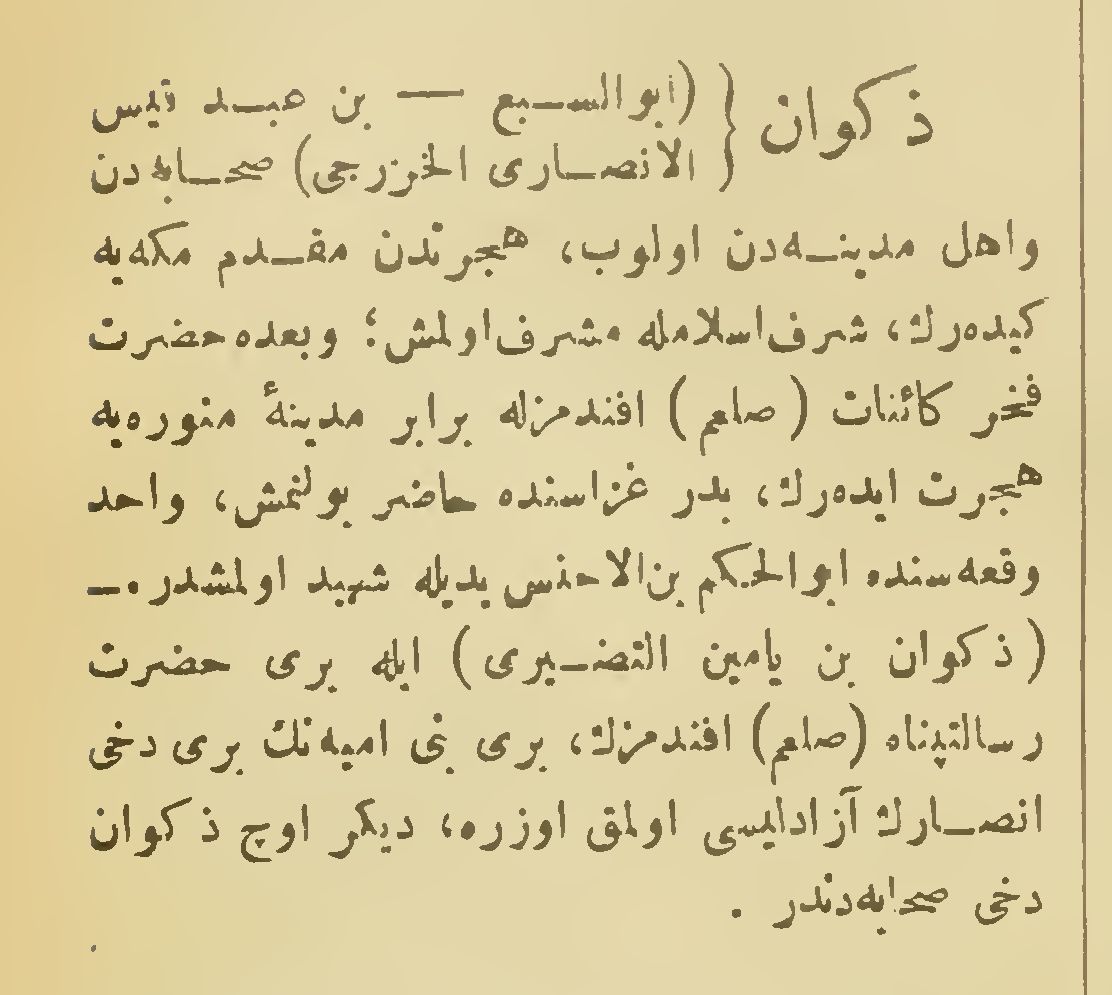 ذکوان { (ابوالسبع — بن عبد قیس
الانصاری الخزرجی) صحابه‌دن
واهل مدینه‌دن اولوب، هجرتدن مقدم مکه‌یه
کیده‌رك، شرف اسلامله مشرف اولمش؛ وبعده حضرت
فخر کائنات (صلعم) افندمزله برابر مدینهٔ منوره‌یه
هجرت ایده‌رك، بدر غزاسنده حاضر بولنمش، واحد
وقعه‌سنده ابوالحکم بن الاحنس یدیله شهید اولمشدر. —
(ذکوان بن یامین النضیری) ایله بری حضرت
رسالتپناه (صلعم) افندمزك، بری بنی امیه‌نك بری دخی
انصارك آزادلیسی اولمق اوزره، دیکر اوچ ذکوان
دخی صحابه‌دندر.